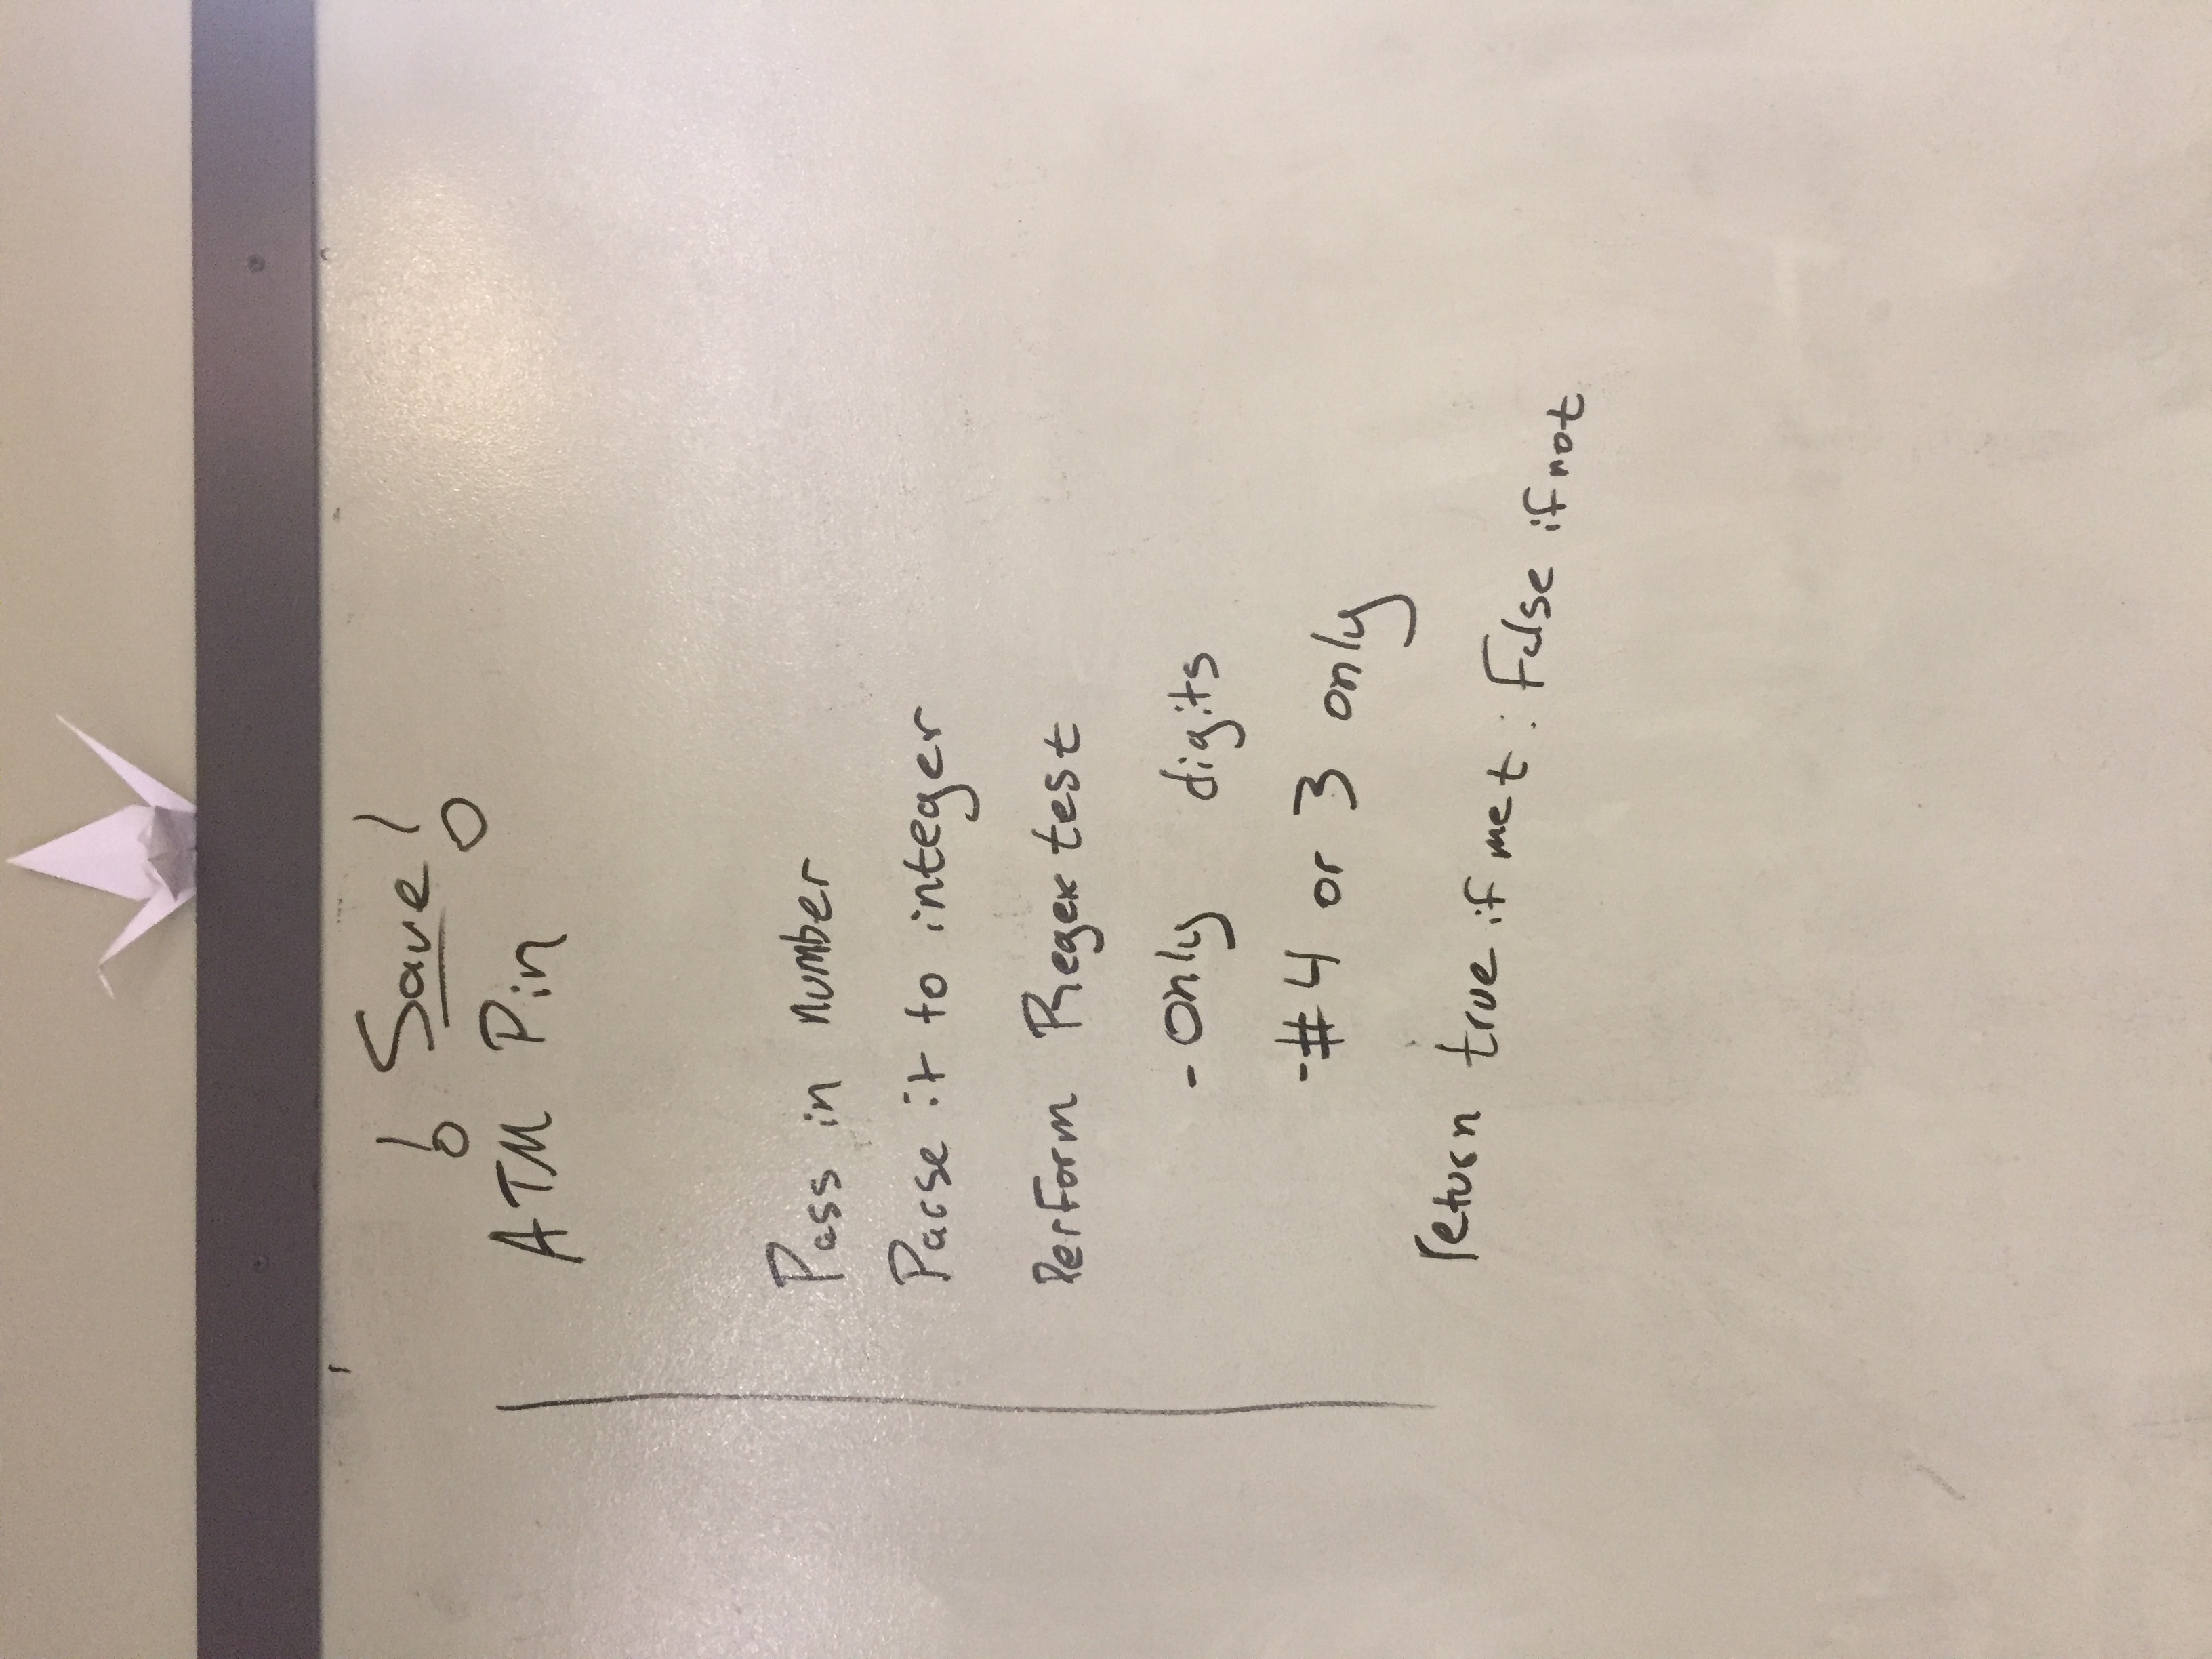 ! Save!
ATM Pin
Pass in number
Parse it to integer
Perform Regex test
- Only digits
- # 4 or 3 only
return true if met : False if not